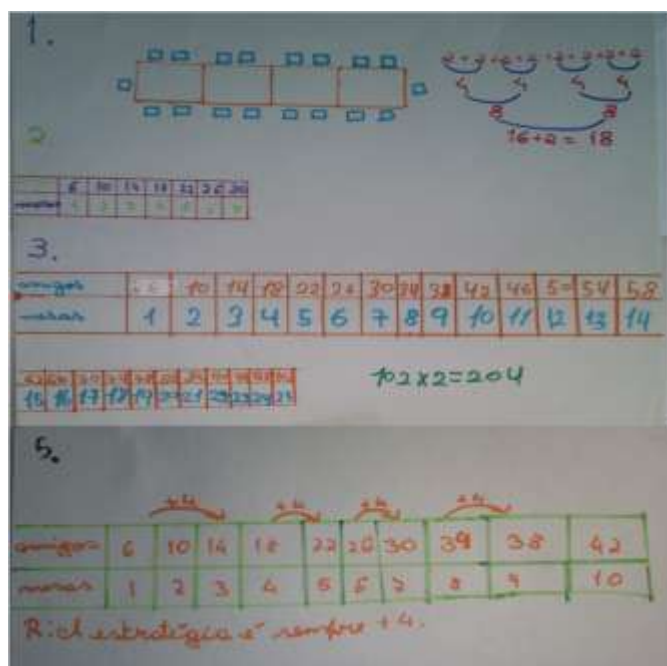 1.
2+2+2+2+2+2+2+2
4 4 4 4
8 8
16+2= 18
2.
6 10 14 18 22 26 30
mesas
3.
amigos 6 10 14 18 22 26 30 34 38 42 46 50 54 58
mesas 1 2 3 4 5 6 7 8 9 10 11 12 13 14
15 16 17 18 19 20 21 22 23 24 25
102x2=204
5.
+4 +4 +4 +4
amigos 6 10 14 18 22 26 30 34 38 42
mesas 1 2 3 4 5 6 7 8 9 10
R: A estratégia é sempre +4.